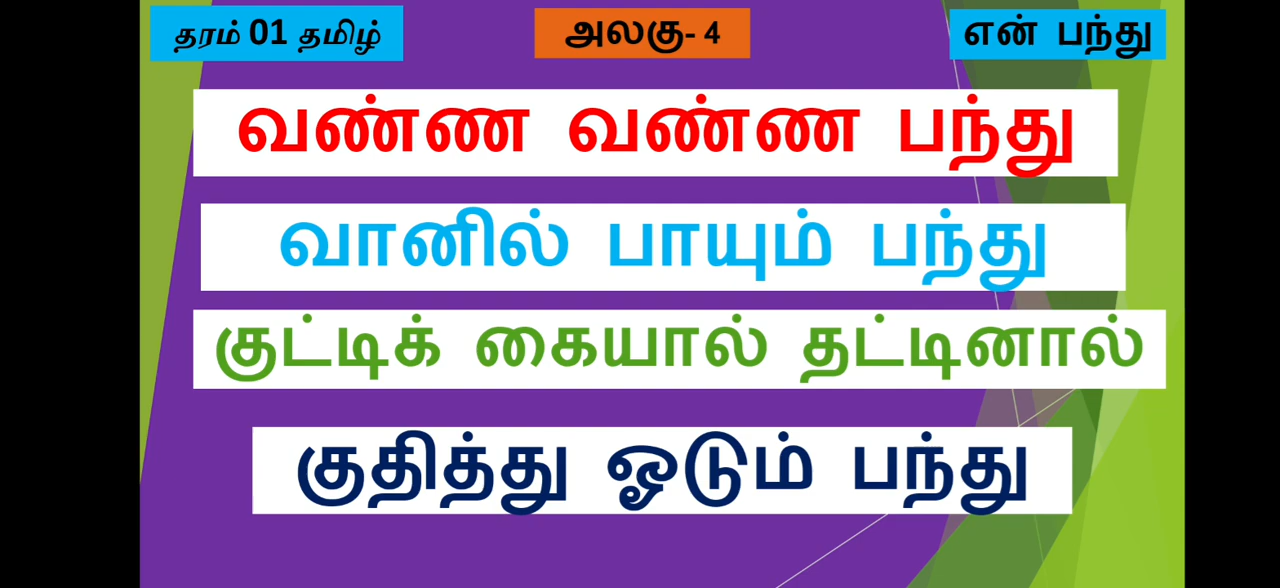 தரம் 01 தமிழ்
அலகு- 4
என் பந்து
வண்ண வண்ண பந்து
வானில் பாயும் பந்து
குட்டிக் கையால் தட்டினால்
குதித்து ஓடும் பந்து